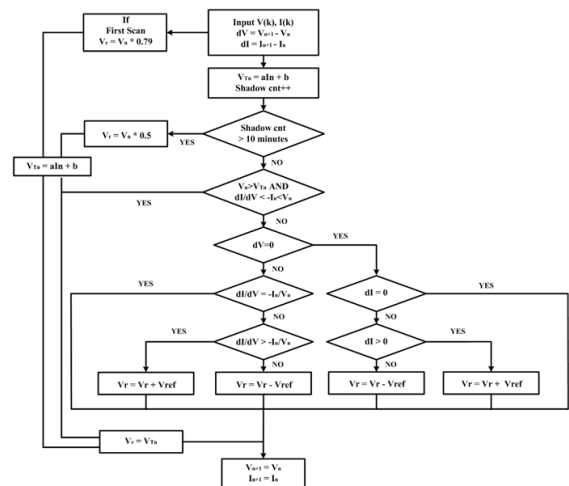 If
First Scan
Vr = Vn * 0.79
Input V(k), I(k)
dV = Vn+1 - Vn
dI = In+1 - In
VTn = aIn + b
Shadow cnt++
Vr = Vn * 0.5
YES
Shadow cnt
> 10 minutes
NO
VTn = aIn + b
YES
Vn>VTn AND
dI/dV < -In<Vn
NO
dV=0
YES
NO
YES
dI/dV = -In/Vn
dI = 0
YES
NO
NO
YES
dI/dV > -In/Vn
dI > 0
YES
NO
NO
Vr = Vr + Vref
Vr = Vr - Vref
Vr = Vr - Vref
Vr = Vr + Vref
Vr = VTn
Vn+1 = Vn
In+1 = In